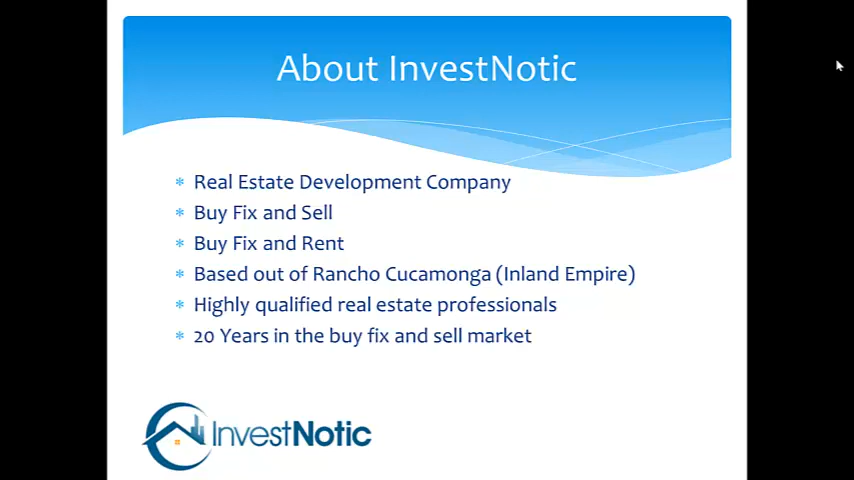 About InvestNotic
* Real Estate Development Company
* Buy Fix and Sell
* Buy Fix and Rent
* Based out of Rancho Cucamonga (Inland Empire)
* Highly qualified real estate professionals
* 20 Years in the buy fix and sell market
InvestNotic